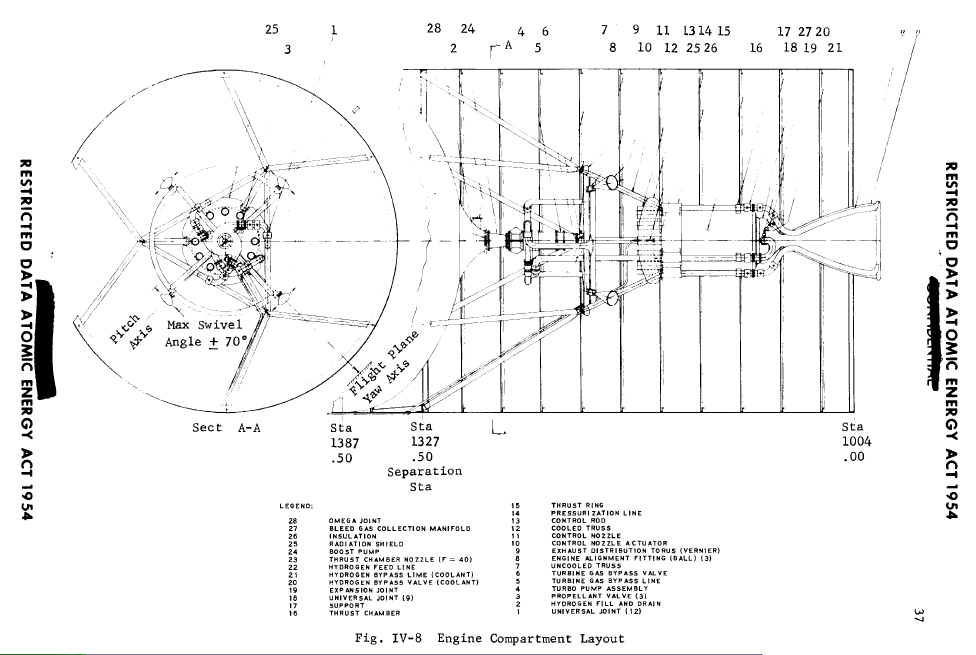 25 1 28 24 A 4 6 7 9 11 13 14 15 17 27 20
3 2 5 8 10 12 25 26 16 18 19 21
RESTRICTED DATA ATOMIC ENERGY ACT 1954
RESTRICTED DATA ATOMIC ENERGY ACT 1954
Pitch
Axis
Max Swivel
Angle ± 70°
1
Flight Plane
Yaw Axis
Sect A-A
Sta
1387
.50
Sta
1327
.50
Separation
Sta
A
Sta
1004
.00
LEGEND:
28 OMEGA JOINT
27 BLEED GAS COLLECTION MANIFOLD
26 INSULATION
25 RADIATION SHIELD
24 BOOST PUMP
23 THRUST CHAMBER NOZZLE (F = 40)
22 HYDROGEN FEED LINE
21 HYDROGEN BYPASS LIME (COOLANT)
20 HYDROGEN BYPASS VALVE (COOLANT)
19 EXPANSION JOINT
18 UNIVERSAL JOINT (9)
17 SUPPORT
16 THRUST CHAMBER
15 THRUST RING
14 PRESSURIZATION LINE
13 CONTROL ROD
12 COOLED TRUSS
11 CONTROL NOZZLE
10 CONTROL NOZZLE ACTUATOR
9 EXHAUST DISTRIBUTION TORUS (VERNIER)
8 ENGINE ALIGNMENT FITTING (BALL) (3)
7 UNCOOLED TRUSS
6 TURBINE GAS BYPASS VALVE
5 TURBINE GAS BYPASS LINE
4 TURBO PUMP ASSEMBLY
3 PROPELLANT VALVE (3)
2 HYDROGEN FILL AND DRAIN
1 UNIVERSAL JOINT (12)
37
Fig. IV-8 Engine Compartment Layout